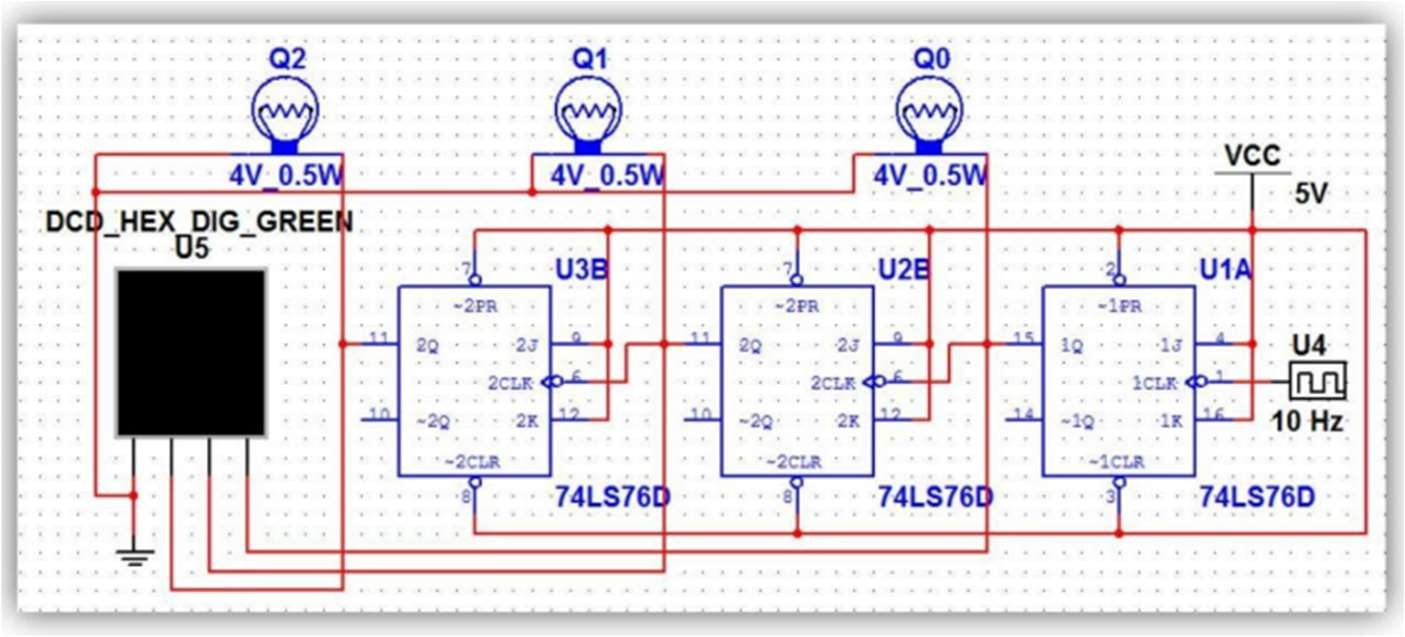 Q2
Q1
Q0
4V_0.5W
4V_0.5W
4V_0.5W
VCC
5V
DCD_HEX_DIG_GREEN
U5
7
U3B
~2PR
11
2Q
2J
9
2CLK
6
10
~2Q
2K
12
~2CLR
8
74LS76D
7
U2B
~2PR
11
2Q
2J
9
2CLK
6
10
~2Q
2K
12
~2CLR
8
74LS76D
2
U1A
~1PR
15
1Q
1J
4
1CLK
1
14
~1Q
1K
16
~1CLR
3
74LS76D
U4
10 Hz